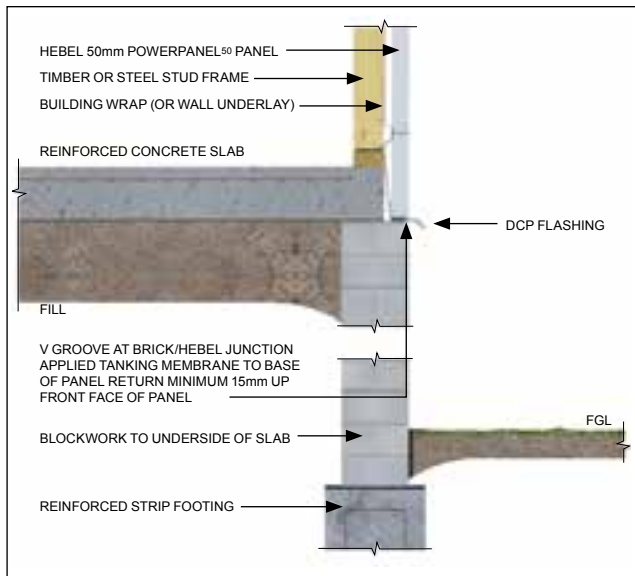 HEBEL 50mm POWERPANEL50 PANEL
TIMBER OR STEEL STUD FRAME
BUILDING WRAP (OR WALL UNDERLAY)
REINFORCED CONCRETE SLAB
DCP FLASHING
FILL
V GROOVE AT BRICK/HEBEL JUNCTION
APPLIED TANKING MEMBRANE TO BASE
OF PANEL RETURN MINIMUM 15mm UP
FRONT FACE OF PANEL
FGL
BLOCKWORK TO UNDERSIDE OF SLAB
REINFORCED STRIP FOOTING